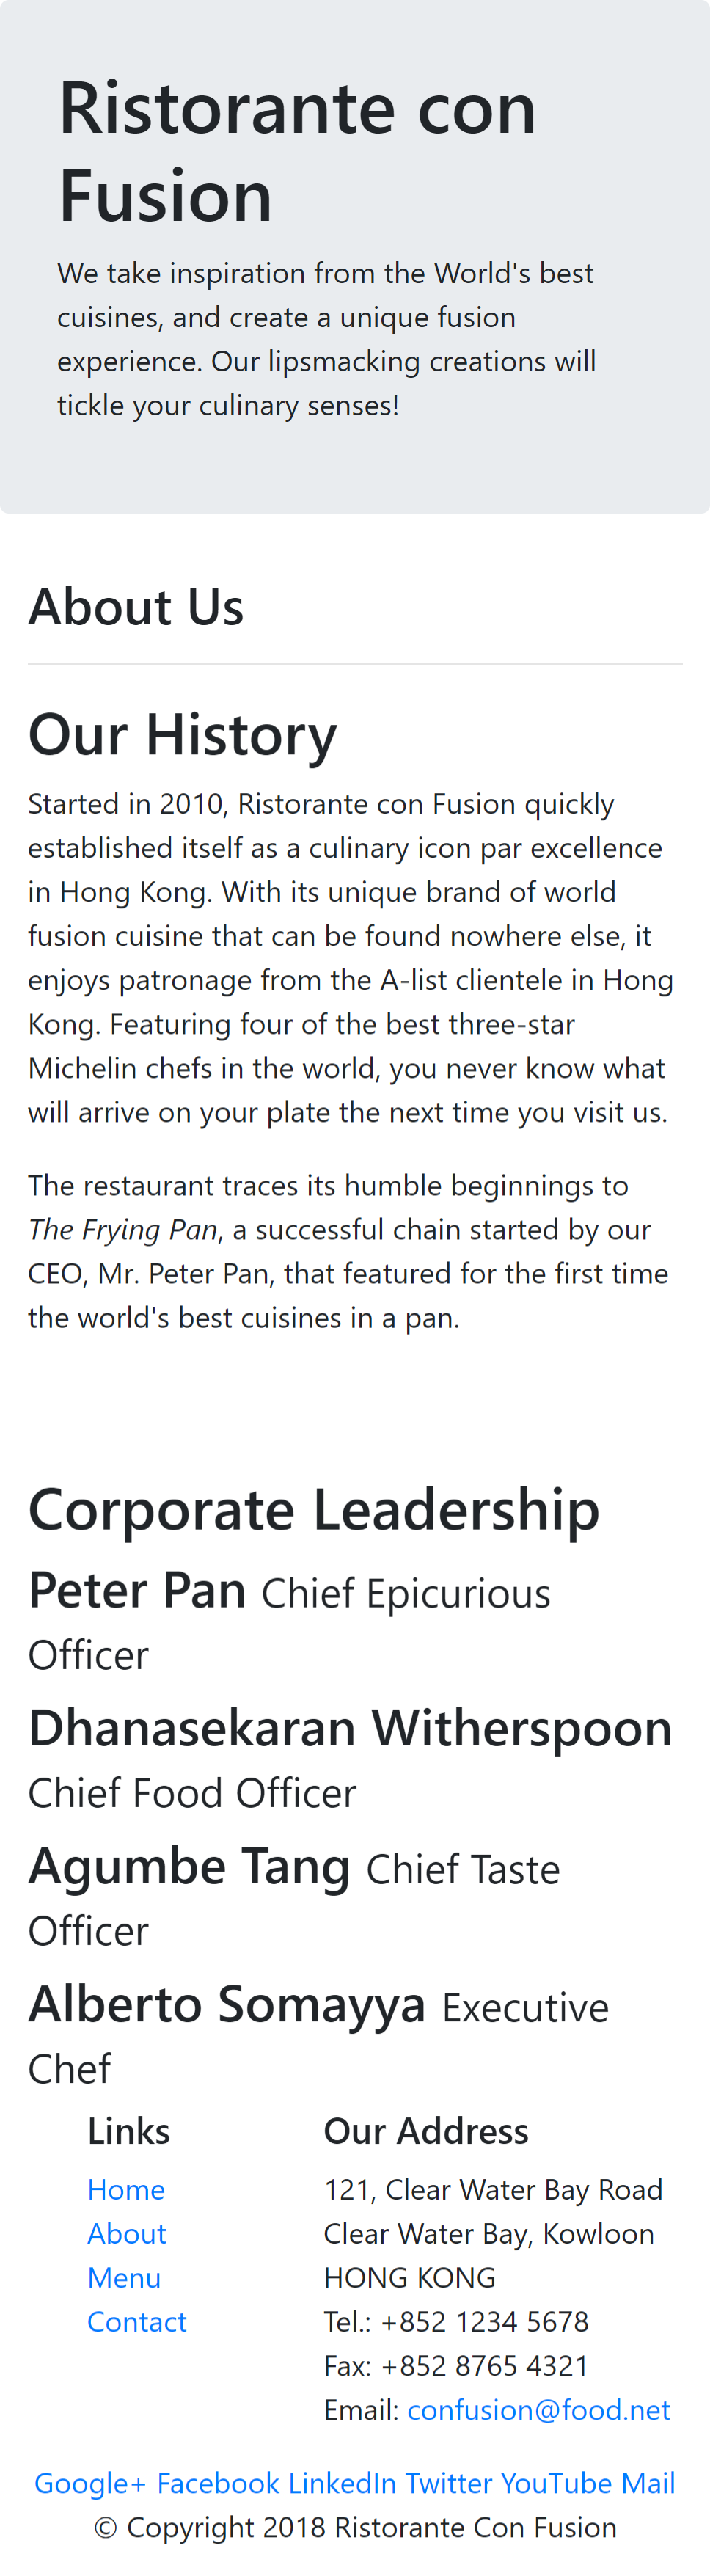 Ristorante con
Fusion
We take inspiration from the World's best
cuisines, and create a unique fusion
experience. Our lipsmacking creations will
tickle your culinary senses!
About Us
Our History
Started in 2010, Ristorante con Fusion quickly
established itself as a culinary icon par excellence
in Hong Kong. With its unique brand of world
fusion cuisine that can be found nowhere else, it
enjoys patronage from the A-list clientele in Hong
Kong. Featuring four of the best three-star
Michelin chefs in the world, you never know what
will arrive on your plate the next time you visit us.
The restaurant traces its humble beginnings to
The Frying Pan, a successful chain started by our
CEO, Mr. Peter Pan, that featured for the first time
the world's best cuisines in a pan.
Corporate Leadership
Peter Pan Chief Epicurious
Officer
Dhanasekaran Witherspoon
Chief Food Officer
Agumbe Tang Chief Taste
Officer
Alberto Somayya Executive
Chef
Links
Home
About
Menu
Contact
Our Address
121, Clear Water Bay Road
Clear Water Bay, Kowloon
HONG KONG
Tel.: +852 1234 5678
Fax: +852 8765 4321
Email: confusion@food.net
Google+ Facebook LinkedIn Twitter YouTube Mail
© Copyright 2018 Ristorante Con Fusion